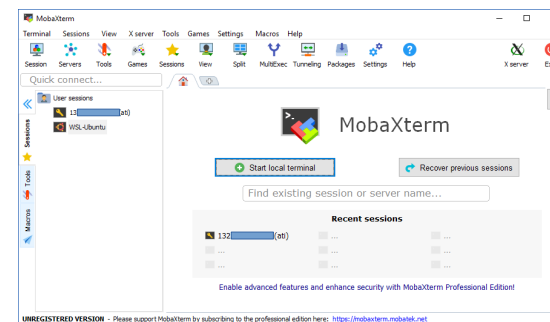 MobaXterm
Terminal Sessions View X server Tools Games Settings Macros Help
Session Servers Tools Games Sessions View Split MultiExec Tunneling Packages Settings Help X server
Quick connect...
User sessions
13 ati)
WSL-Ubuntu
Sessions
Tools
Macros
MobaXterm
Start local terminal
Recover previous sessions
Find existing session or server name...
Recent sessions
132 (ati) ... ...
... ... ...
... ... ...
Enable advanced features and enhance security with MobaXterm Professional Edition!
UNREGISTERED VERSION - Please support MobaXterm by subscribing to the professional edition here: https://mobaxterm.mobatek.net